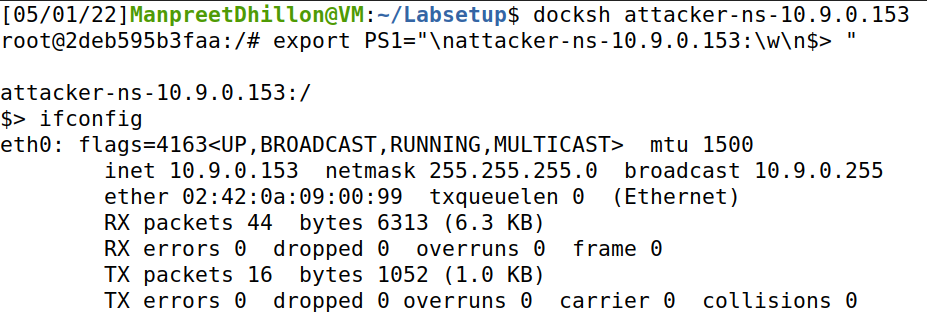 [05/01/22]ManpreetDhillon@VM:~/Labsetup$ docksh attacker-ns-10.9.0.153
root@2deb595b3faa:/# export PS1="\nattacker-ns-10.9.0.153:\w\n$> "
attacker-ns-10.9.0.153:/
$> ifconfig
eth0: flags=4163<UP,BROADCAST,RUNNING,MULTICAST>  mtu 1500
        inet 10.9.0.153  netmask 255.255.255.0  broadcast 10.9.0.255
        ether 02:42:0a:09:00:99  txqueuelen 0  (Ethernet)
        RX packets 44  bytes 6313 (6.3 KB)
        RX errors 0  dropped 0  overruns 0  frame 0
        TX packets 16  bytes 1052 (1.0 KB)
        TX errors 0  dropped 0 overruns 0  carrier 0  collisions 0